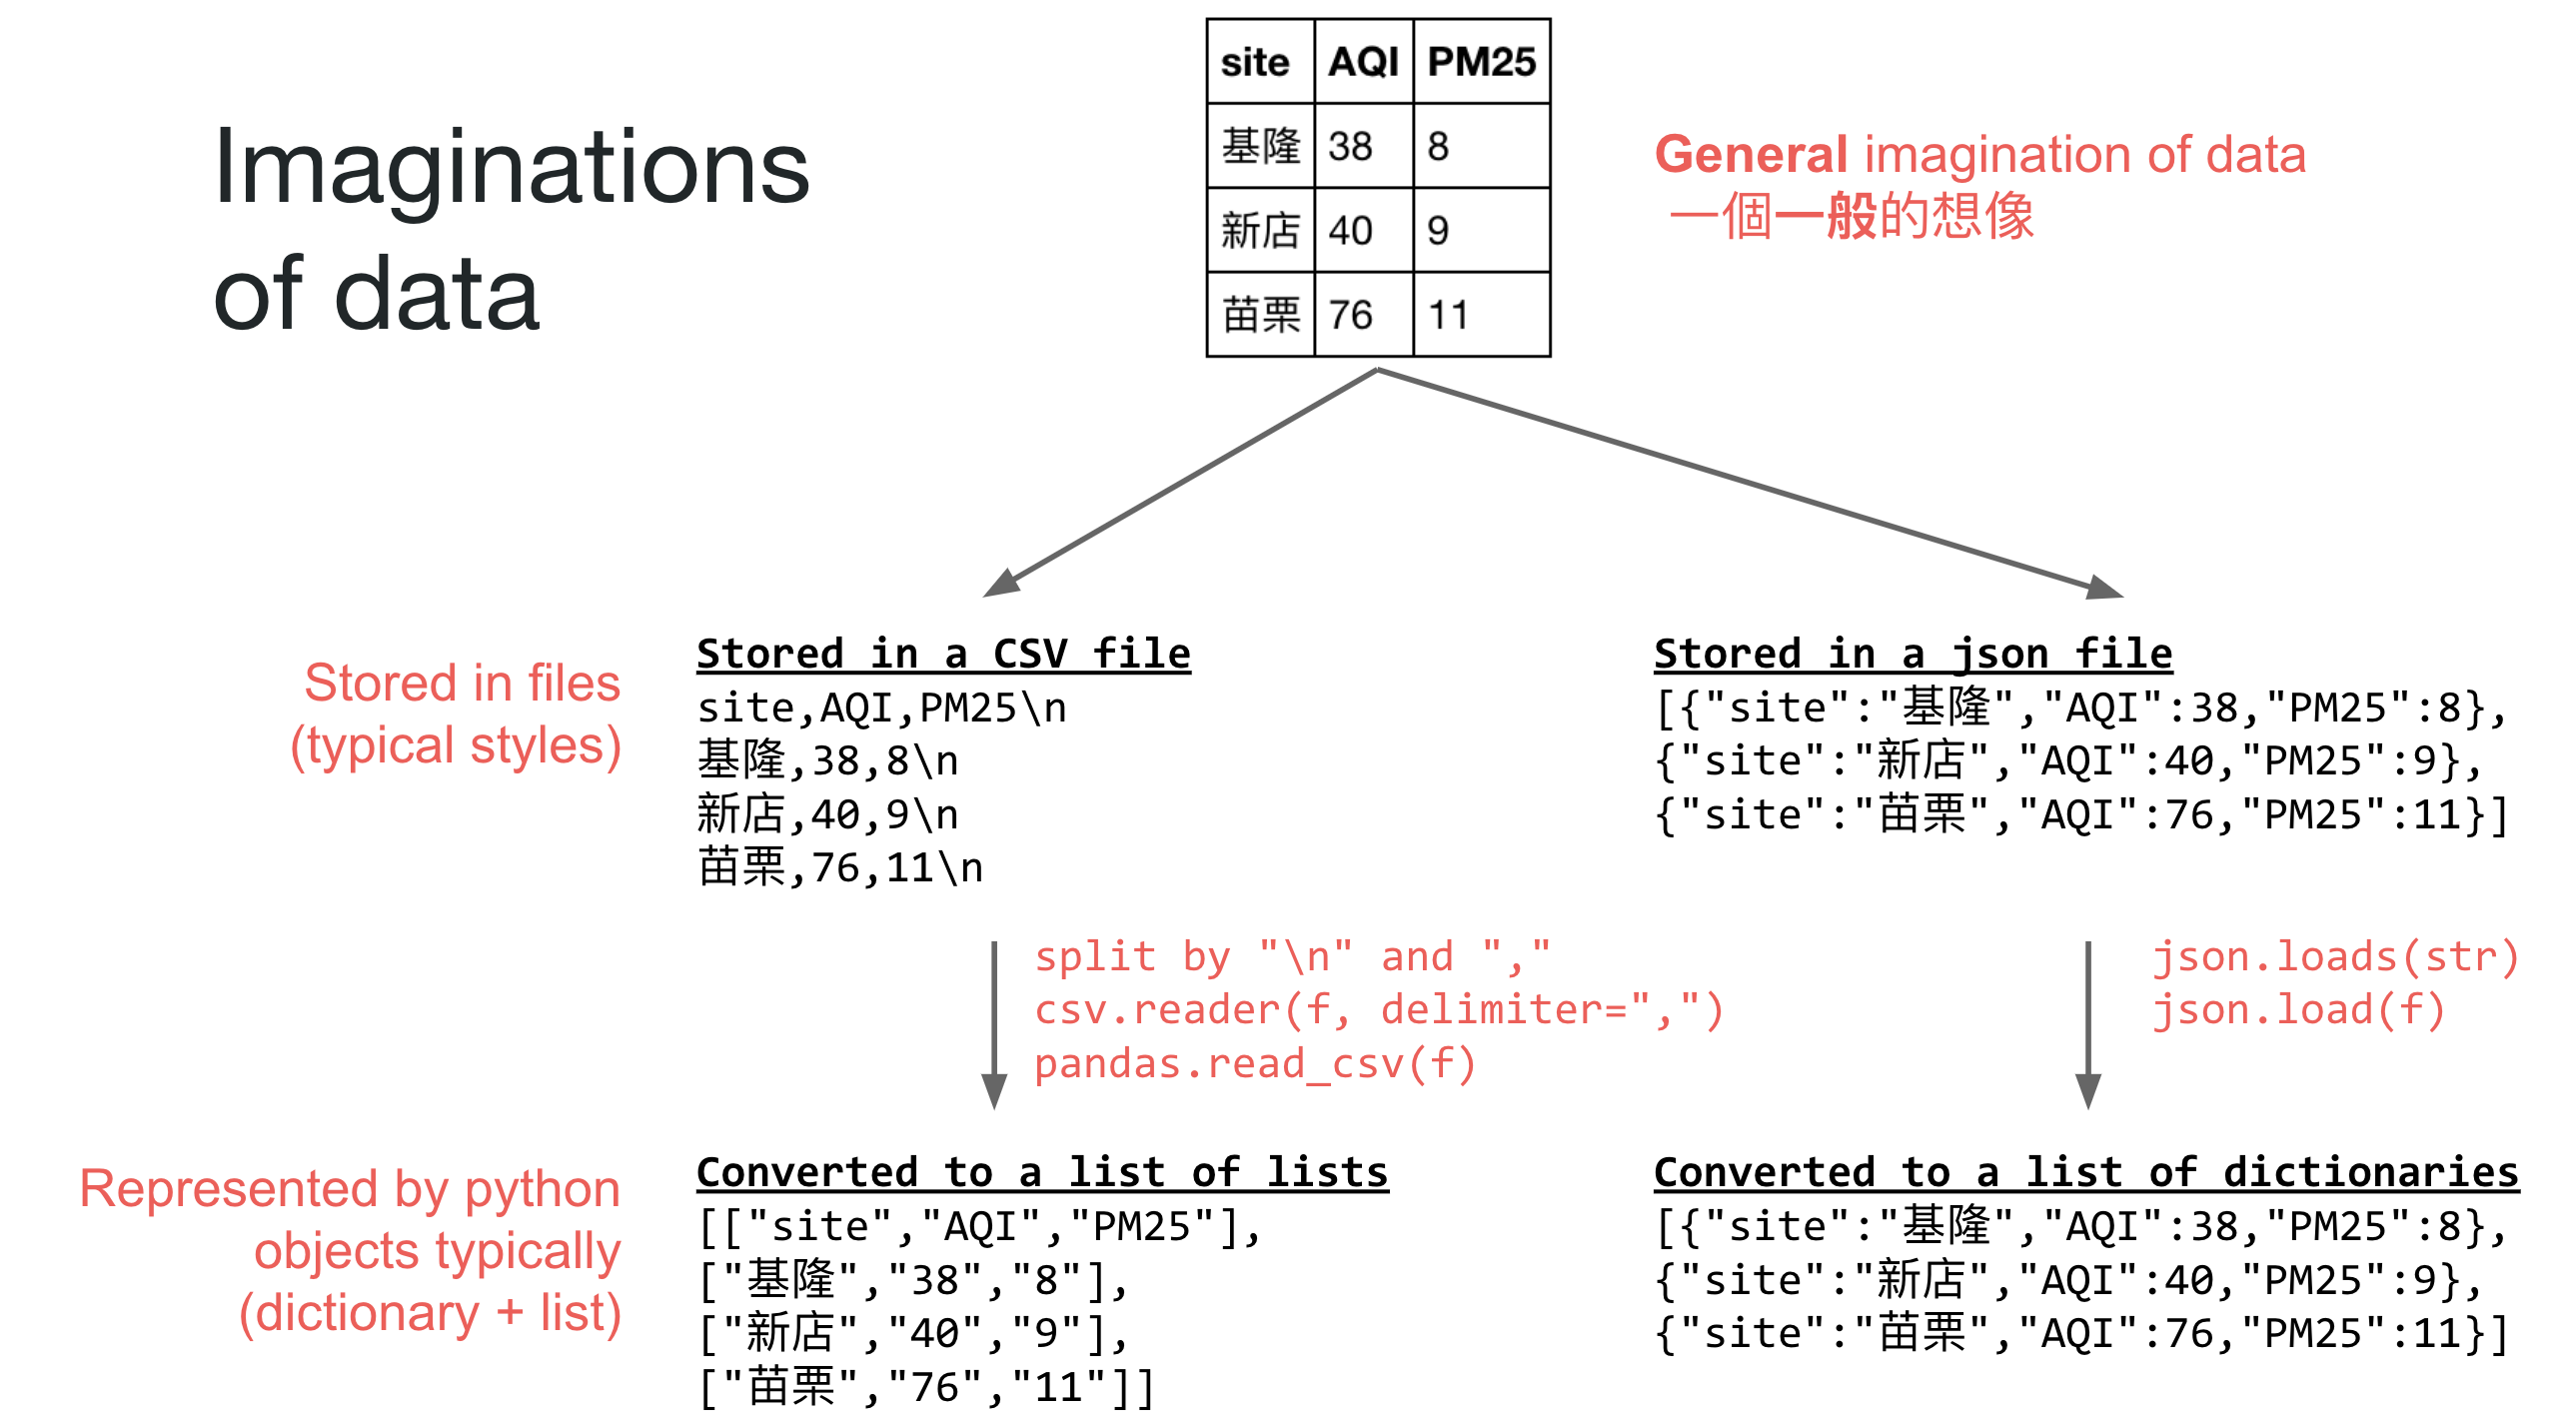 Imaginations
of data
site AQI PM25
基隆 38 8
新店 40 9
苗栗 76 11
General imagination of data
一個一般的想像
Stored in files
(typical styles)
Stored in a CSV file
site,AQI,PM25\n
基隆,38,8\n
新店,40,9\n
苗栗,76,11\n
Stored in a json file
[{"site":"基隆","AQI":38,"PM25":8},
{"site":"新店","AQI":40,"PM25":9},
{"site":"苗栗","AQI":76,"PM25":11}]
split by "\n" and ","
csv.reader(f, delimiter=",")
pandas.read_csv(f)
json.loads(str)
json.load(f)
Represented by python
objects typically
(dictionary + list)
Converted to a list of lists
[["site","AQI","PM25"],
["基隆","38","8"],
["新店","40","9"],
["苗栗","76","11"]]
Converted to a list of dictionaries
[{"site":"基隆","AQI":38,"PM25":8},
{"site":"新店","AQI":40,"PM25":9},
{"site":"苗栗","AQI":76,"PM25":11}]